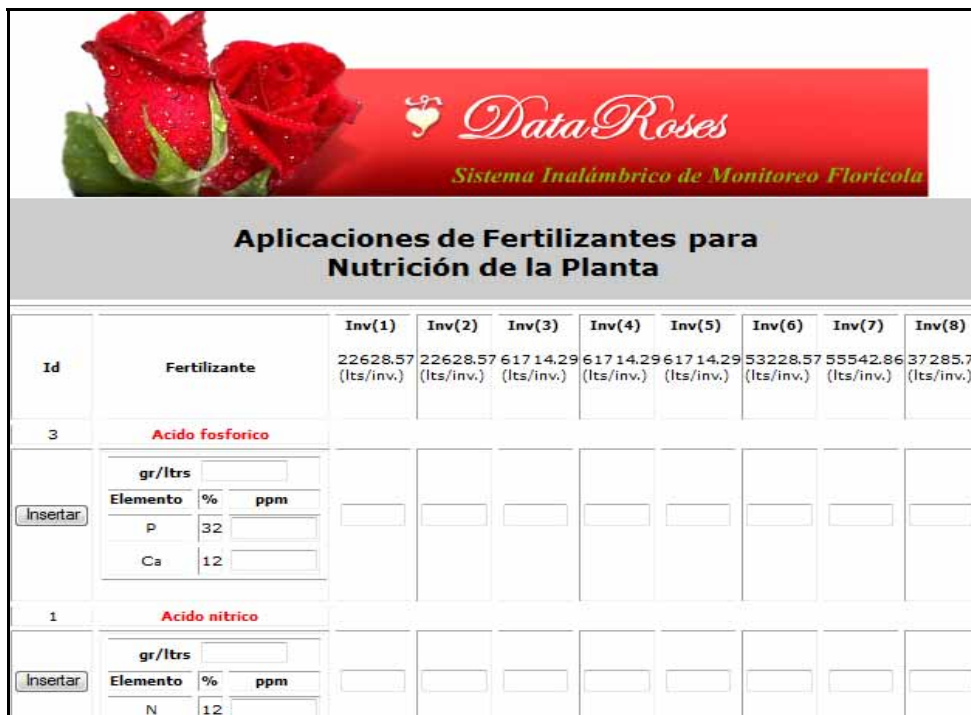 DataRoses
Sistema Inalámbrico de Monitoreo Florícola
Aplicaciones de Fertilizantes para
Nutrición de la Planta
Id Fertilizante Inv(1) Inv(2) Inv(3) Inv(4) Inv(5) Inv(6) Inv(7) Inv(8)
22628.57 22628.57 61714.29 61714.29 61714.29 53228.57 55542.86 37285.7
(lts/inv.) (lts/inv.) (lts/inv.) (lts/inv.) (lts/inv.) (lts/inv.) (lts/inv.) (lts/inv.)
3 Acido fosforico
gr/ltrs
Insertar Elemento % ppm
P 32
Ca 12
1 Acido nitrico
gr/ltrs
Insertar Elemento % ppm
N 12